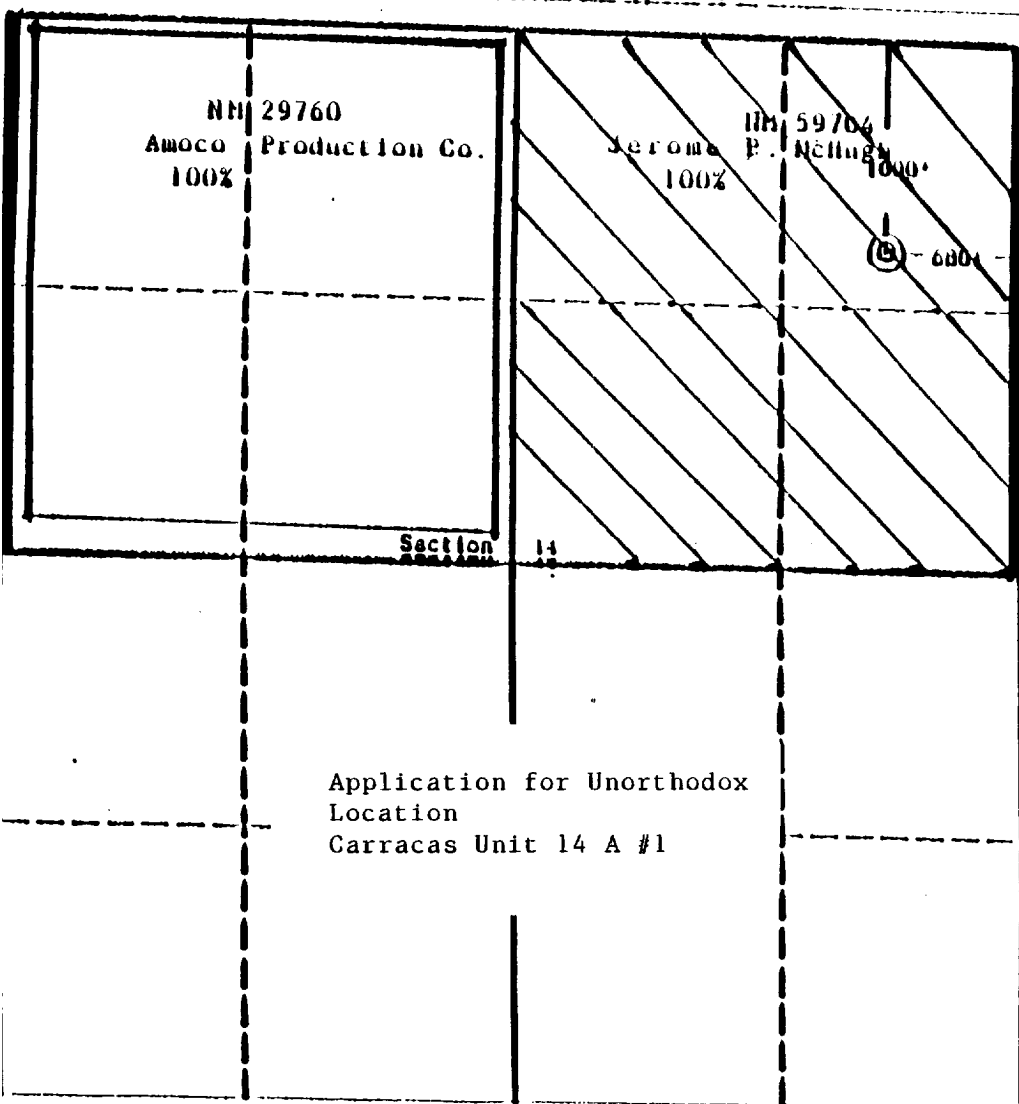 NM 29760
Amoco Production Co.
100%
NM 59704
Jerome P. McHugh
100%
1000'
Section 14
Application for Unorthodox
Location
Carracas Unit 14 A #1